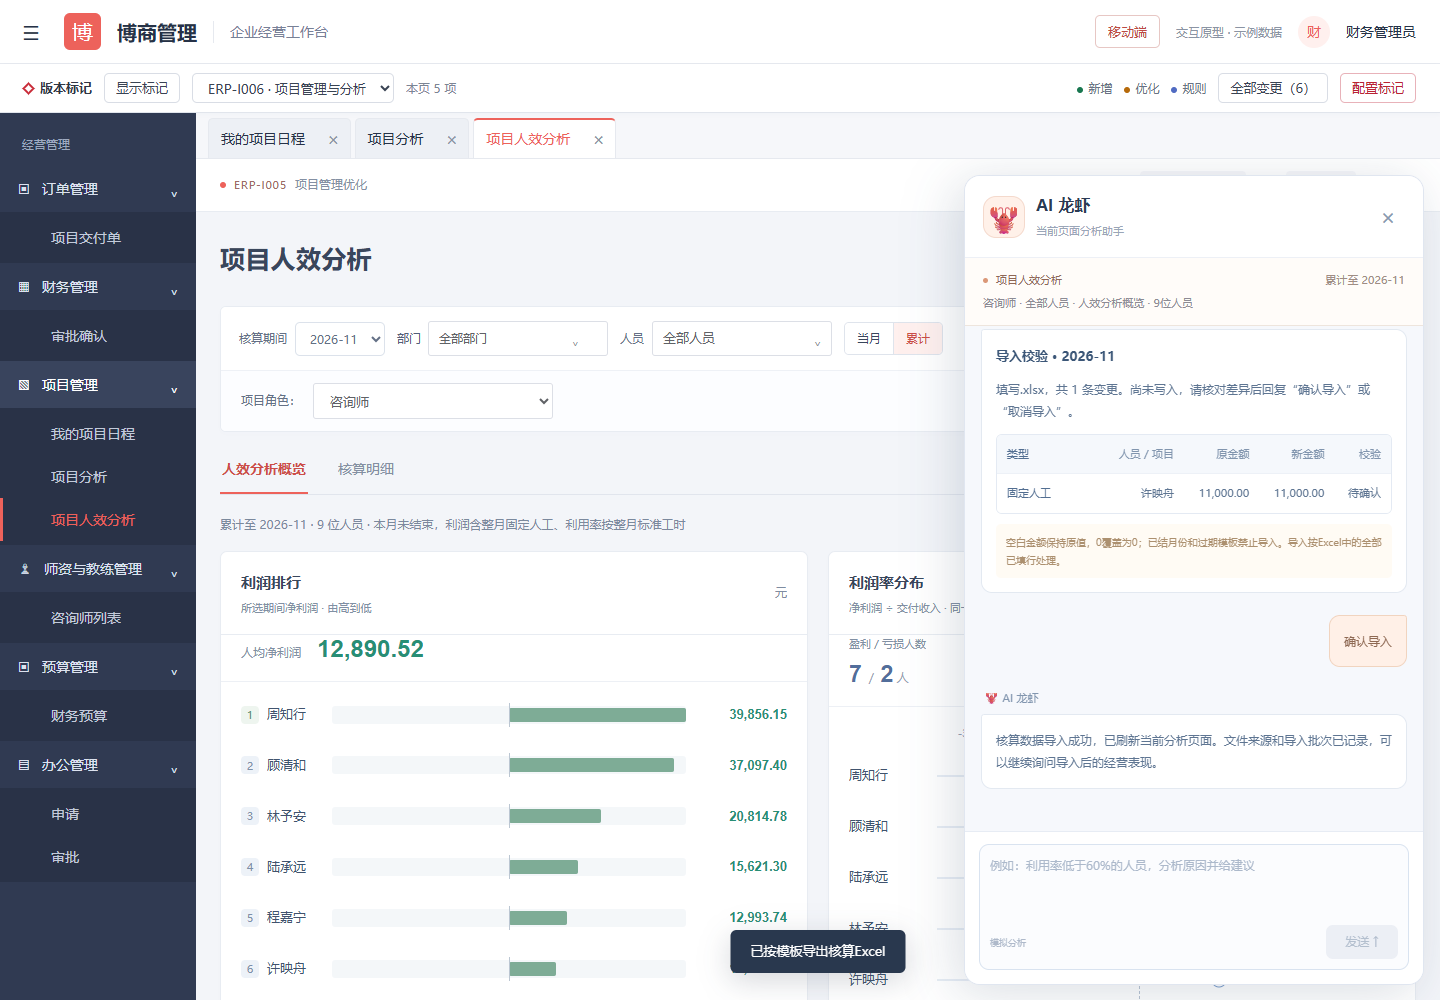 博
博商管理
企业经营工作台
移动端
交互原型 · 示例数据
财
财务管理员
版本标记
显示标记
ERP-I006 · 项目管理与分析
本页 5 项
新增
优化
规则
全部变更（6）
配置标记
经营管理
订单管理
项目交付单
财务管理
审批确认
项目管理
我的项目日程
项目分析
项目人效分析
师资与教练管理
咨询师列表
预算管理
财务预算
办公管理
申请
审批
我的项目日程
项目分析
项目人效分析
ERP-I005 项目管理优化
项目人效分析
核算期间
2026-11
部门
全部部门
人员
全部人员
当月
累计
项目角色：
咨询师
人效分析概览
核算明细
累计至 2026-11 · 9 位人员 · 本月未结束，利润含整月固定人工、利用率按整月标准工时
利润排行
所选期间净利润 · 由高到低
元
人均净利润 12,890.52
1 周知行 39,856.15
2 顾清和 37,097.40
3 林予安 20,814.78
4 陆承远 15,621.30
5 程嘉宁 12,993.74
6 许映舟
利润率分布
净利润 ÷ 交付收入 · 同一
盈利 / 亏损人数
7 / 2 人
周知行
顾清和
陆承远
林予安
许映舟
已按模板导出核算Excel
AI 龙虾
当前页面分析助手
项目人效分析
累计至 2026-11
咨询师 · 全部人员 · 人效分析概览 · 9位人员
导入校验 • 2026-11
填写.xlsx，共 1 条变更。尚未写入，请核对差异后回复“确认导入”或
“取消导入”。
类型 人员 / 项目 原金额 新金额 校验
固定人工 许映舟 11,000.00 11,000.00 待确认
空白金额保持原值，0覆盖为0；已结月份和过期模板禁止导入。导入按Excel中的全部
已填行处理。
确认导入
AI 龙虾
核算数据导入成功，已刷新当前分析页面。文件来源和导入批次已记录，可
以继续询问导入后的经营表现。
例如：利用率低于60%的人员，分析原因并给建议
模拟分析
发送↑